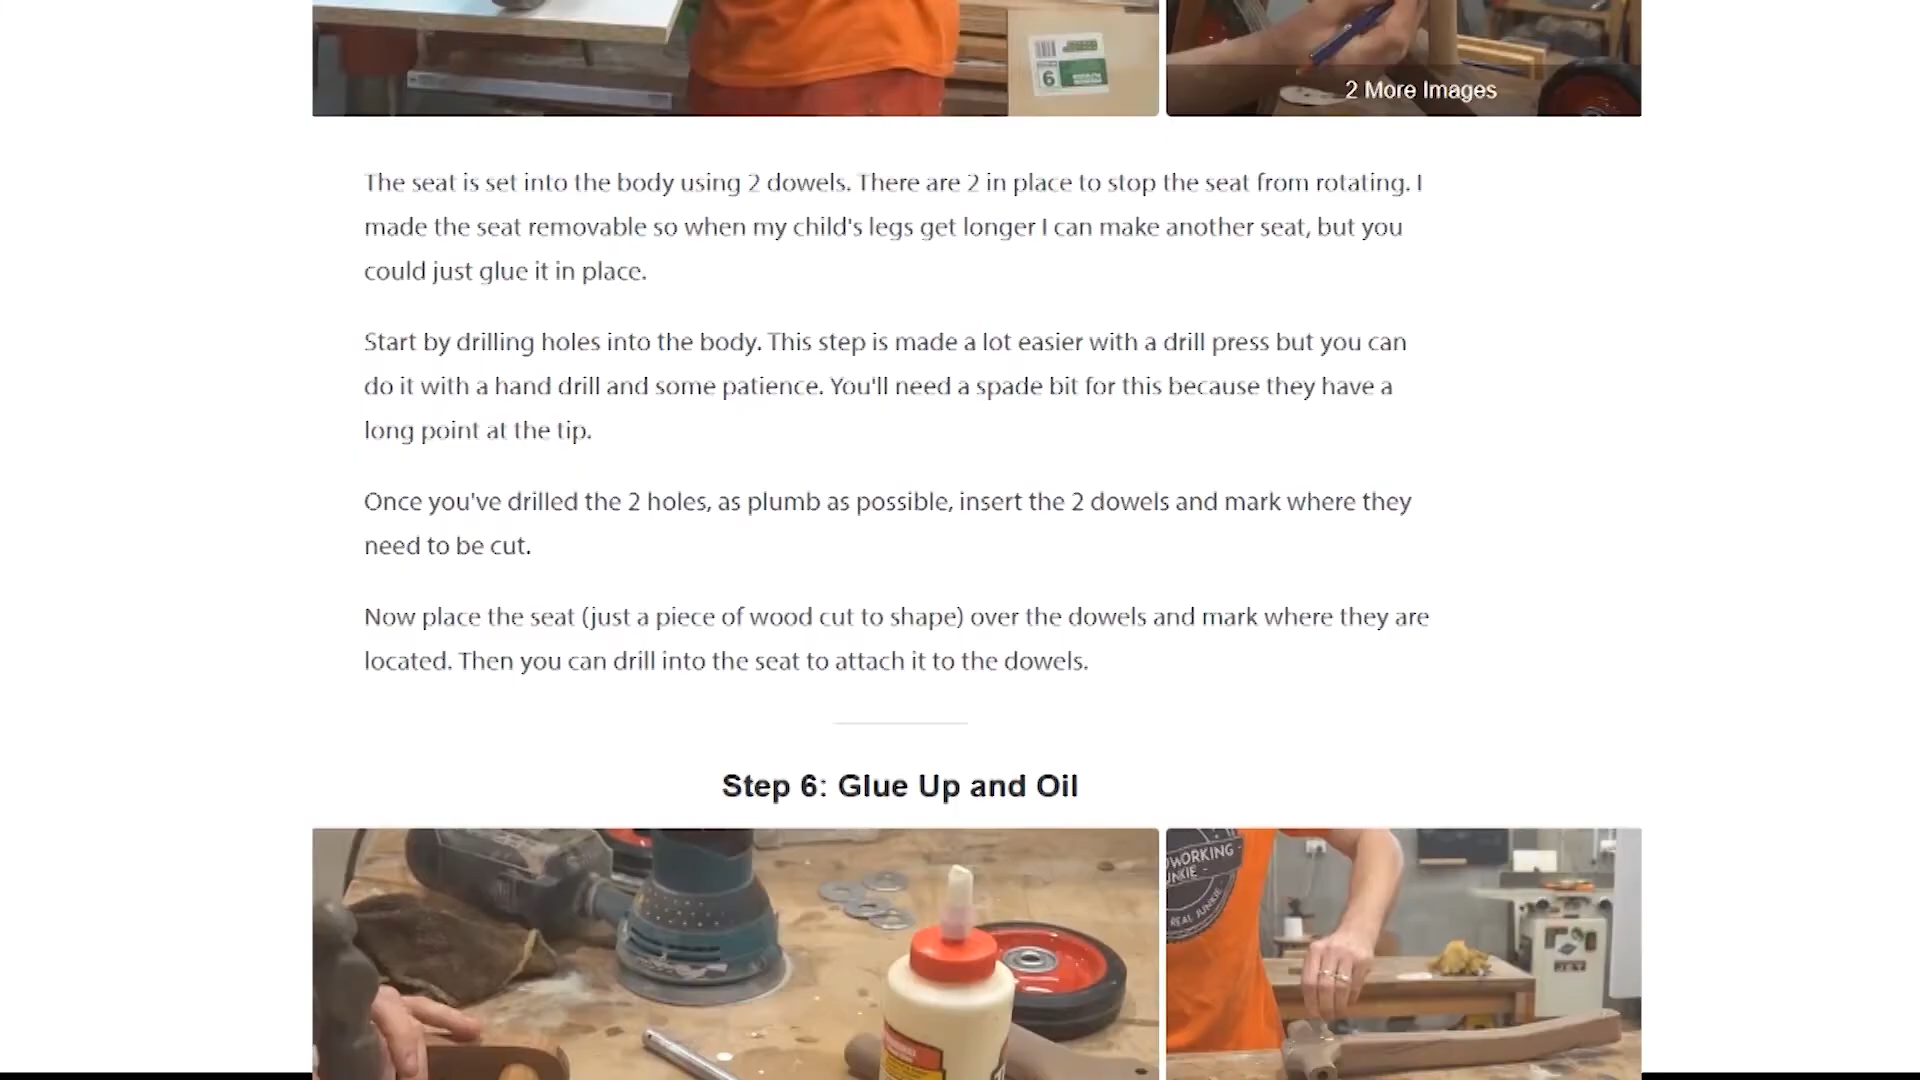 6
2 More Images
The seat is set into the body using 2 dowels. There are 2 in place to stop the seat from rotating. I
made the seat removable so when my child's legs get longer I can make another seat, but you
could just glue it in place.
Start by drilling holes into the body. This step is made a lot easier with a drill press but you can
do it with a hand drill and some patience. You'll need a spade bit for this because they have a
long point at the tip.
Once you've drilled the 2 holes, as plumb as possible, insert the 2 dowels and mark where they
need to be cut.
Now place the seat (just a piece of wood cut to shape) over the dowels and mark where they are
located. Then you can drill into the seat to attach it to the dowels.
Step 6: Glue Up and Oil
WORKING
NKIE -
REAL JUNKIE
JET